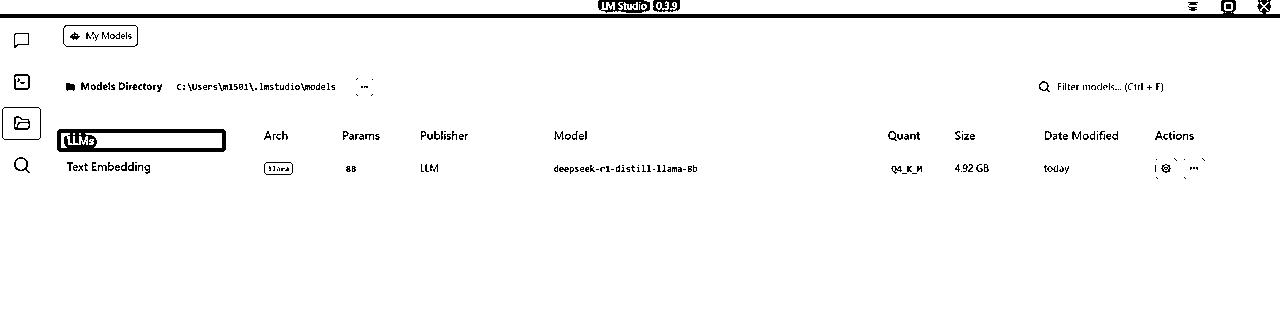 LM Studio 0.3.9
My Models
Models Directory C:\Users\m1501\.lmstudio\models ...
Filter models... (Ctrl + F)
LLMs
Text Embedding
Arch Params Publisher Model Quant Size Date Modified Actions
llama 8B LLM deepseek-r1-distill-llama-8b Q4_K_M 4.92 GB today ...